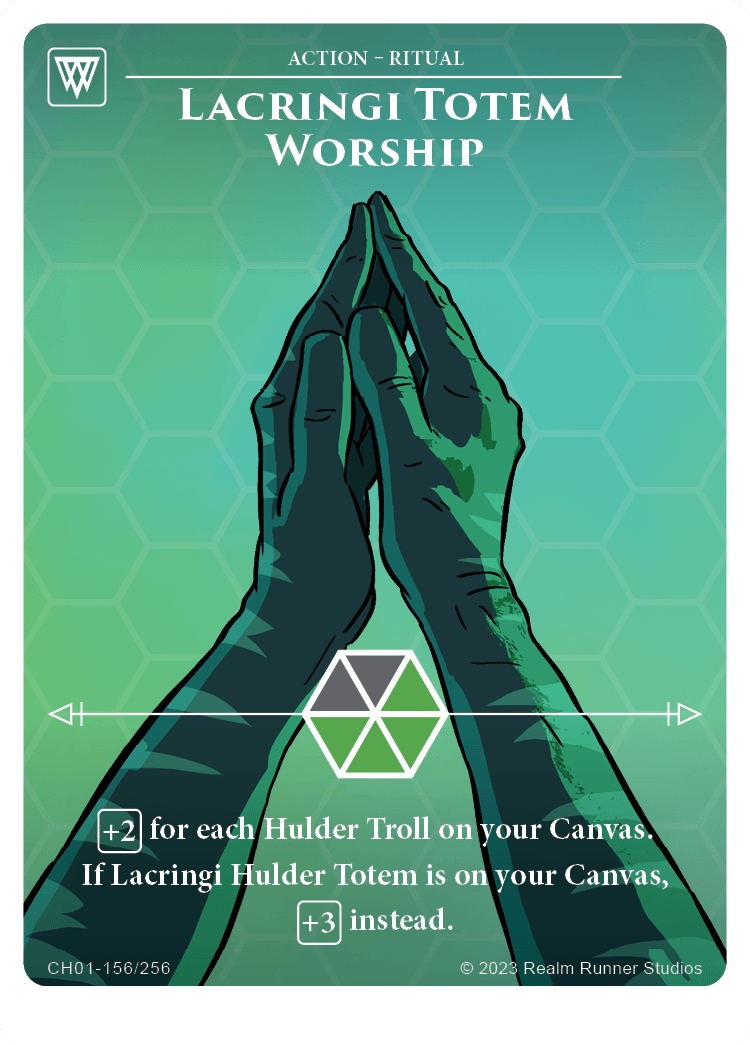 ACTION – RITUAL
LACRINGI TOTEM
WORSHIP
+2 for each Hulder Troll on your Canvas.
If Lacringi Hulder Totem is on your Canvas,
+3 instead.
CH01-156/256
© 2023 Realm Runner Studios